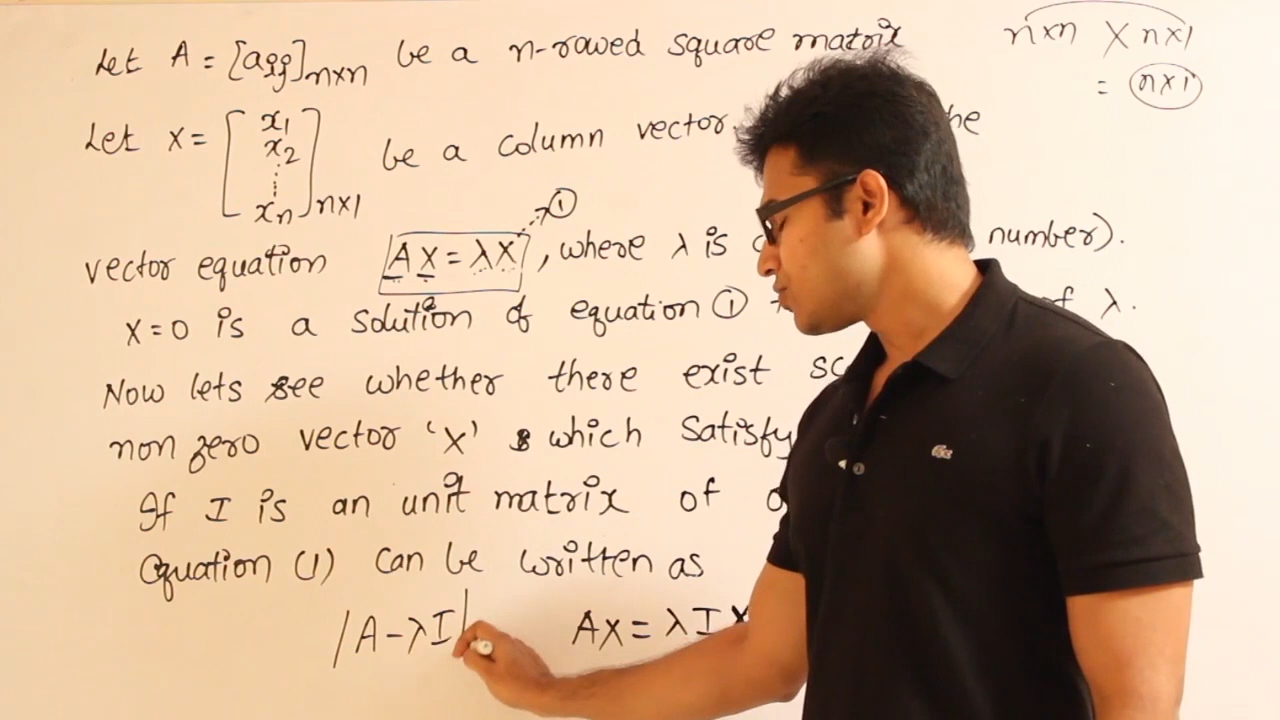 Let A = [aij]n×n be a n-rowed square matrix
n×n × n×1
= n×1
Let X = [x1 x2 ⋮ xn]n×1 be a column vector. he
vector equation AX = λX → ①, where λ is number).
X=0 is a solution of equation ① of λ.
Now lets see whether there exist
non zero vector 'X' which satisfy
If I is an unit matrix of
equation (1) can be written as
|A-λI| AX = λIX